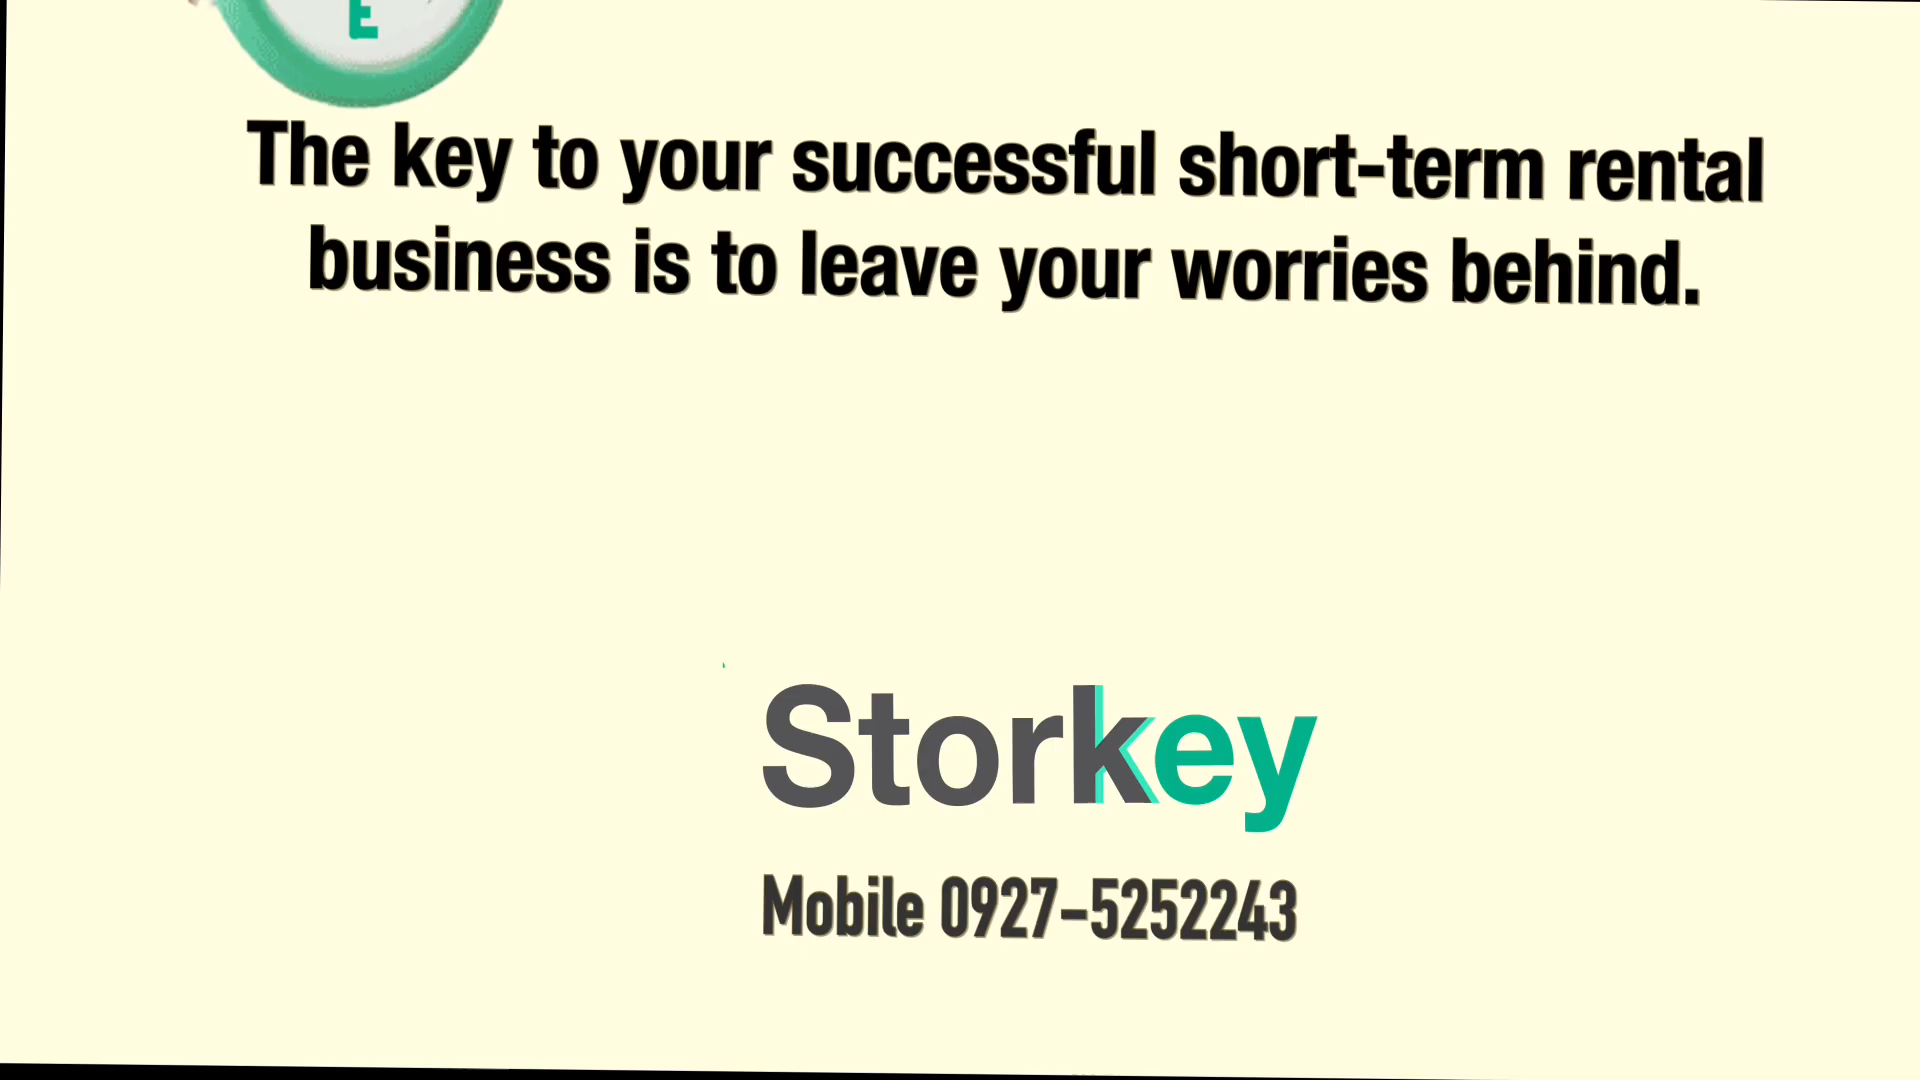 E
The key to your successful short-term rental
business is to leave your worries behind.
Storkey
Mobile 0927-5252243